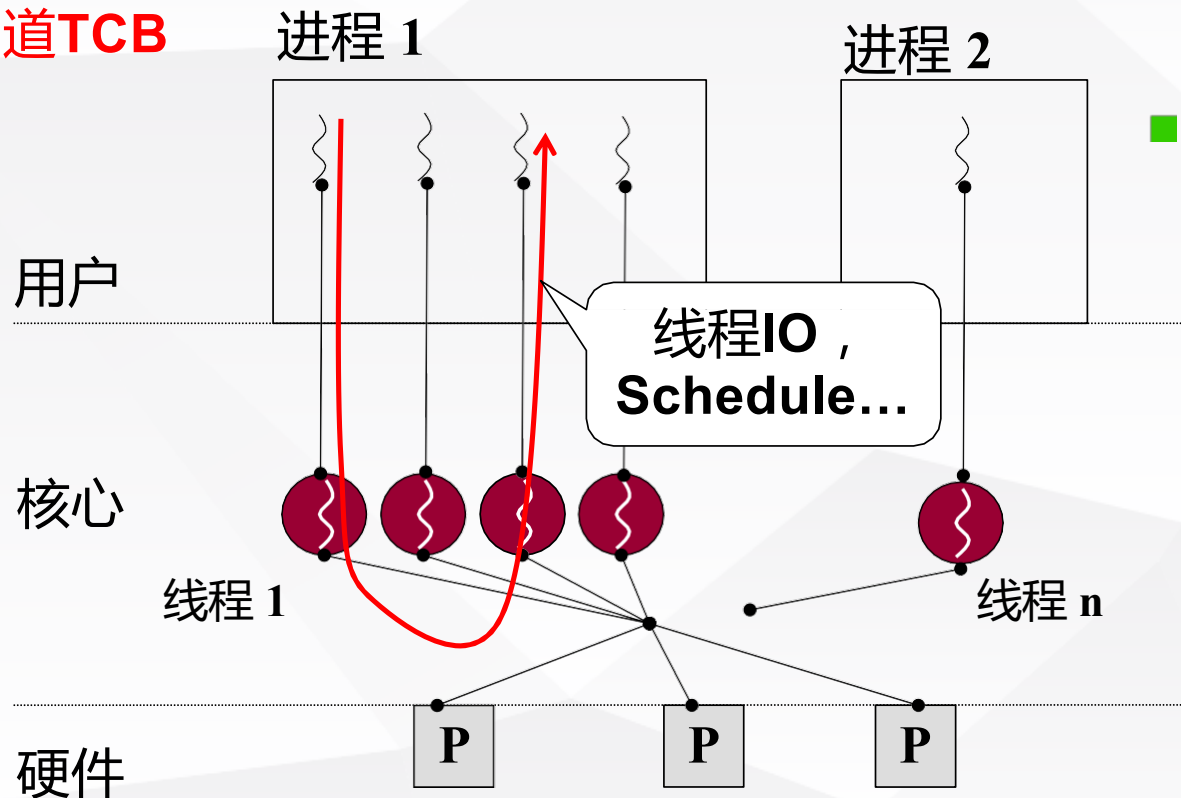 道TCB
进程 1
进程 2
用户
线程IO，
Schedule…
核心
线程 1
线程 n
P
P
P
硬件